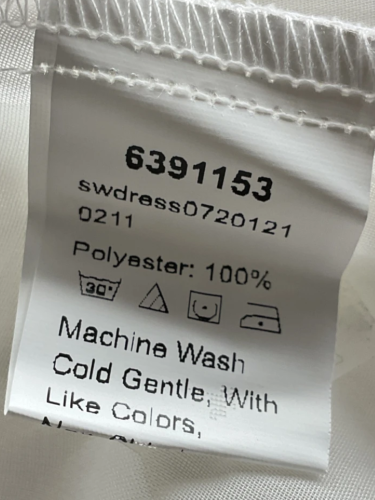 6391153
swdress0720121
0211
Polyester: 100%
30°
Machine Wash
Cold Gentle, With
Like Colors,